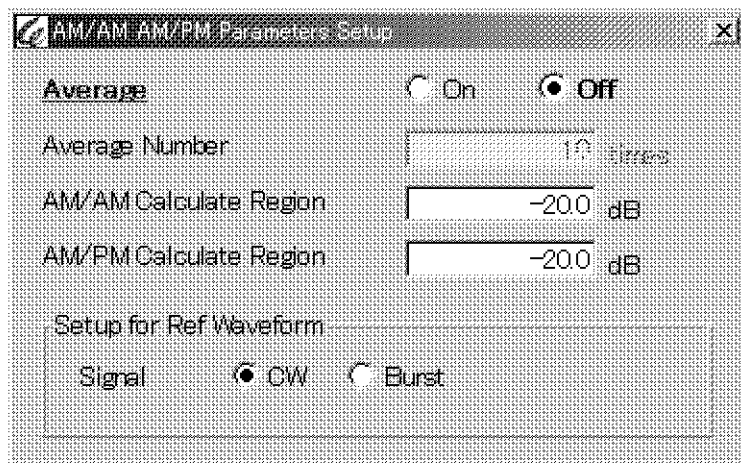 AM/AM AM/PM Parameters Setup
Average On Off
Average Number 10 times
AM/AM Calculate Region -20.0 dB
AM/PM Calculate Region -20.0 dB
Setup for Ref Waveform
Signal CW Burst